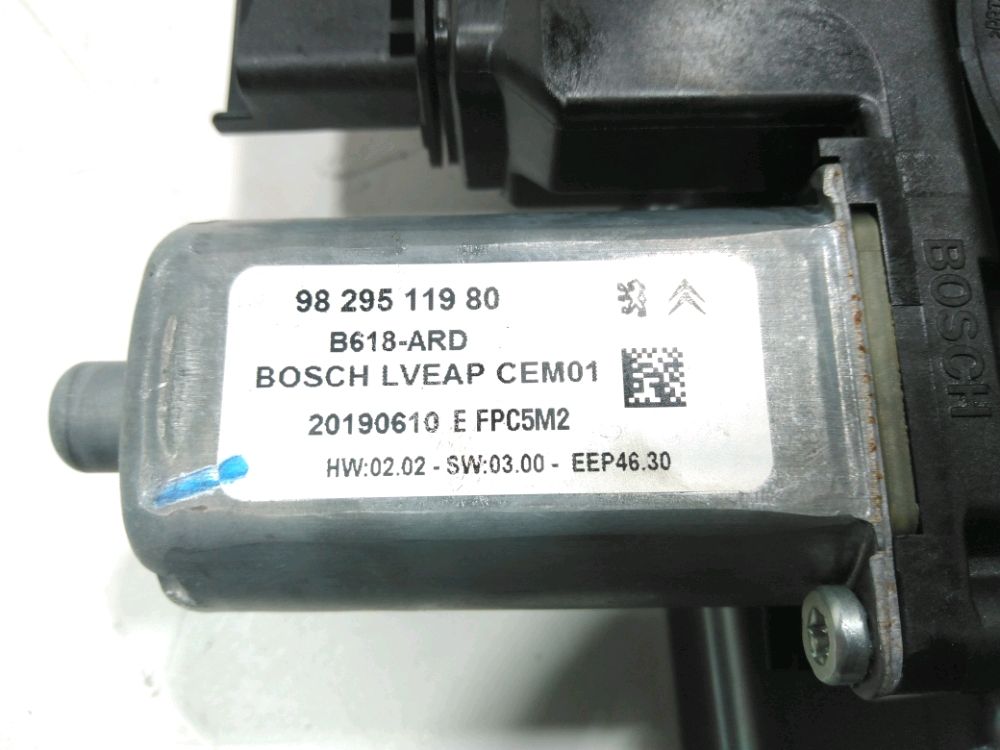 98 295 119 80
B618-ARD
BOSCH LVEAP CEM01
20190610 E FPC5M2
HW:02.02 - SW:03.00 - EEP46.30
BOSCH